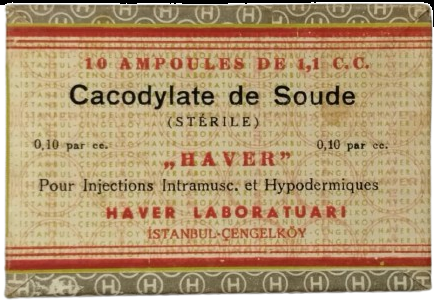 10 AMPOULES DE 1,1 C.C.
Cacodylate de Soude
(STÉRILE)
0,10 par cc. 0,10 par cc.
„HAVER"
Pour Injections Intramusc. et Hypodermiques
HAVER LABORATUARI
İSTANBUL-ÇENGELKÖY